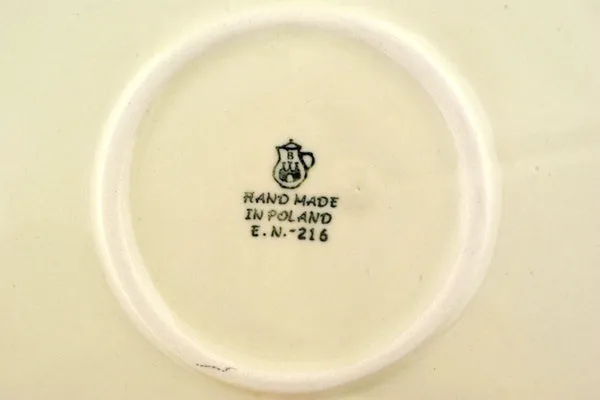 B
HAND MADE
IN POLAND
E.N.-216